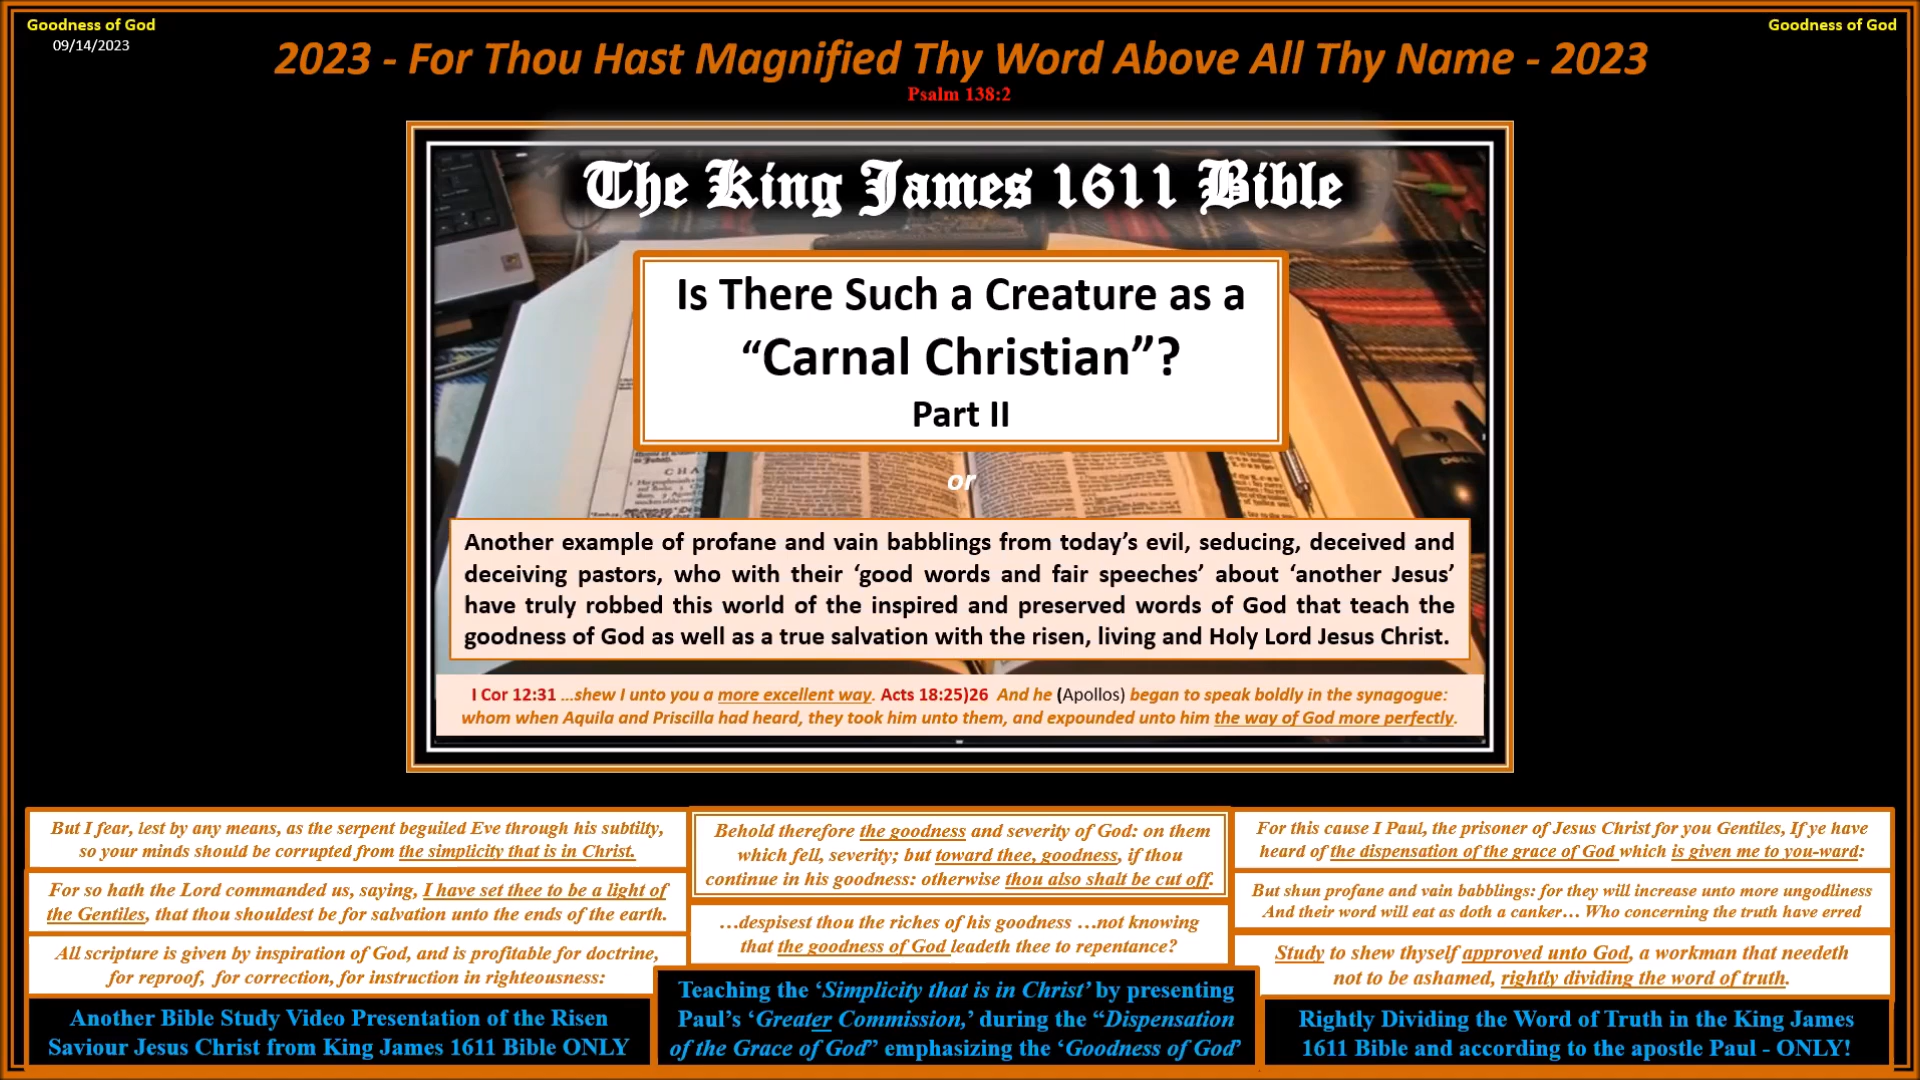 Goodness of God
09/14/2023
Goodness of God
2023 - For Thou Hast Magnified Thy Word Above All Thy Name - 2023
Psalm 138:2
The King James 1611 Bible
Is There Such a Creature as a
“Carnal Christian”?
Part II
or
Another example of profane and vain babblings from today’s evil, seducing, deceived and
deceiving pastors, who with their ‘good words and fair speeches’ about ‘another Jesus’
have truly robbed this world of the inspired and preserved words of God that teach the
goodness of God as well as a true salvation with the risen, living and Holy Lord Jesus Christ.
I Cor 12:31 ...shew I unto you a more excellent way. Acts 18:25)26 And he (Apollos) began to speak boldly in the synagogue:
whom when Aquila and Priscilla had heard, they took him unto them, and expounded unto him the way of God more perfectly.
But I fear, lest by any means, as the serpent beguiled Eve through his subtilty,
so your minds should be corrupted from the simplicity that is in Christ.
For so hath the Lord commanded us, saying, I have set thee to be a light of
the Gentiles, that thou shouldest be for salvation unto the ends of the earth.
All scripture is given by inspiration of God, and is profitable for doctrine,
for reproof, for correction, for instruction in righteousness:
Another Bible Study Video Presentation of the Risen
Saviour Jesus Christ from King James 1611 Bible ONLY
Behold therefore the goodness and severity of God: on them
which fell, severity; but toward thee, goodness, if thou
continue in his goodness: otherwise thou also shalt be cut off.
…despisest thou the riches of his goodness …not knowing
that the goodness of God leadeth thee to repentance?
Teaching the ‘Simplicity that is in Christ’ by presenting
Paul’s ‘Greater Commission,’ during the “Dispensation
of the Grace of God” emphasizing the ‘Goodness of God’
For this cause I Paul, the prisoner of Jesus Christ for you Gentiles, If ye have
heard of the dispensation of the grace of God which is given me to you-ward:
But shun profane and vain babblings: for they will increase unto more ungodliness
And their word will eat as doth a canker… Who concerning the truth have erred
Study to shew thyself approved unto God, a workman that needeth
not to be ashamed, rightly dividing the word of truth.
Rightly Dividing the Word of Truth in the King James
1611 Bible and according to the apostle Paul - ONLY!